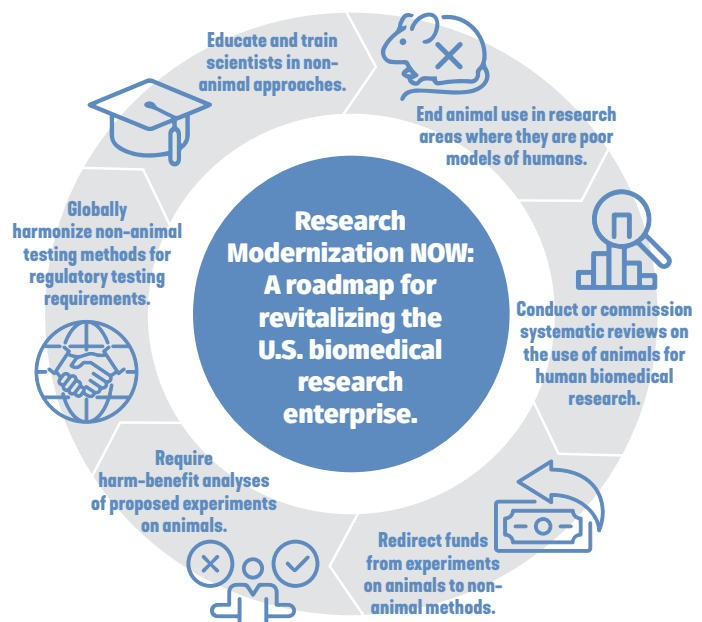 Research
Modernization NOW:
A roadmap for
revitalizing the
U.S. biomedical
research
enterprise.
End animal use in research
areas where they are poor
models of humans.
Conduct or commission
systematic reviews on
the use of animals for
human biomedical
research.
Redirect funds
from experiments
on animals to non-
animal methods.
Require
harm-benefit analyses
of proposed experiments
on animals.
Globally
harmonize non-animal
testing methods for
regulatory testing
requirements.
Educate and train
scientists in non-
animal approaches.